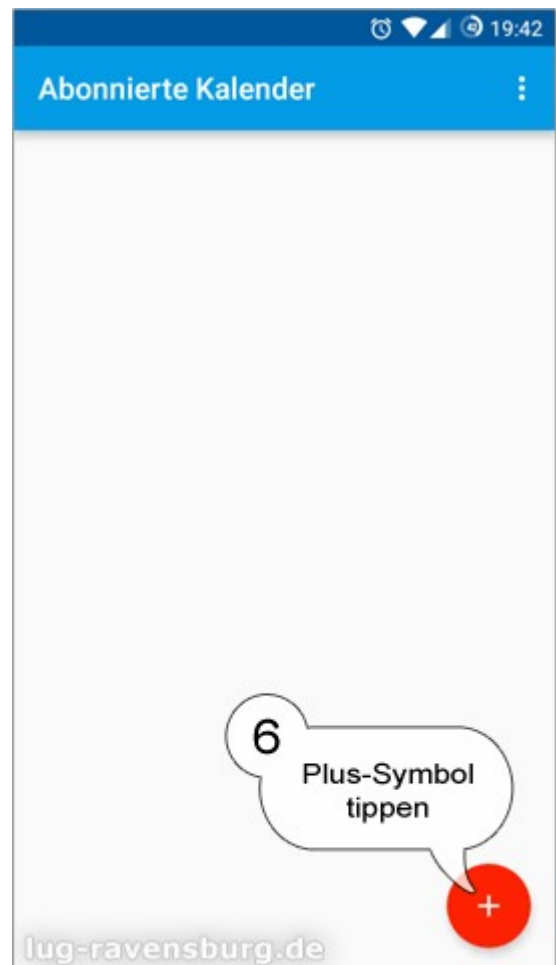 19:42
Abonnierte Kalender
6
Plus-Symbol
tippen
+
lug-ravensburg.de